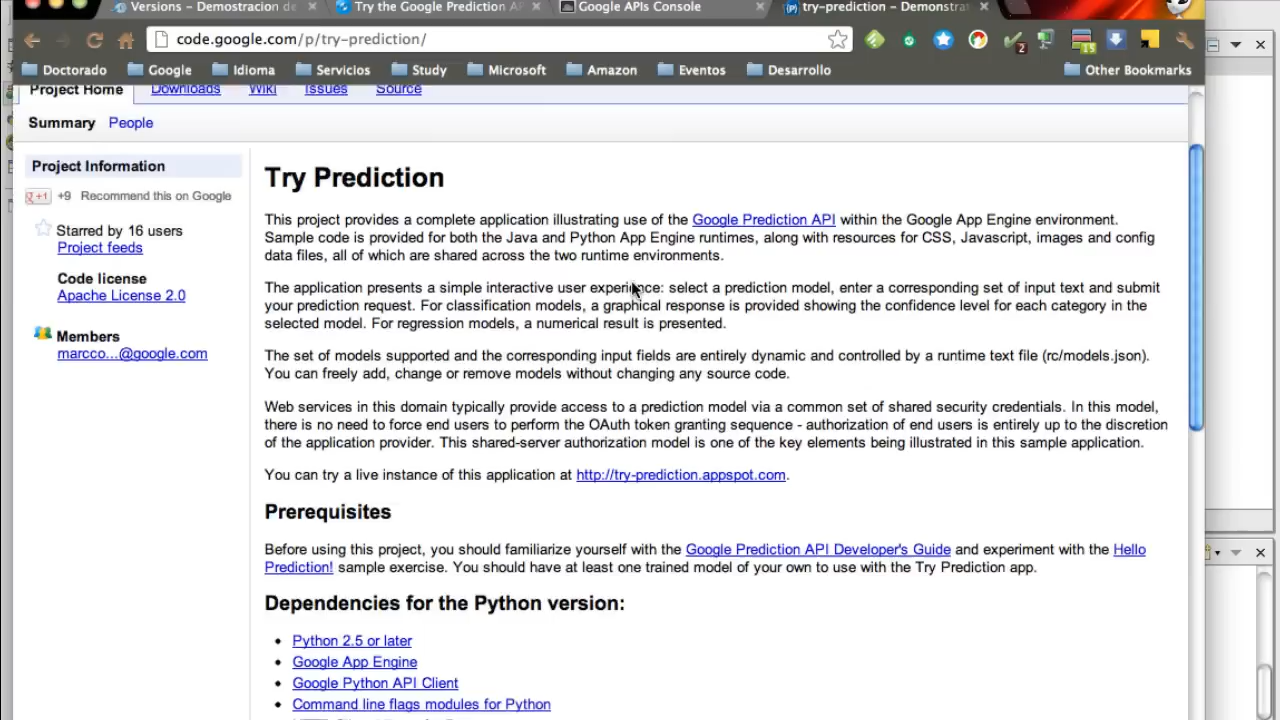 Versions – Demostracion de
Try the Google Prediction A
Google APIs Console
try-prediction – Demonstra
code.google.com/p/try-prediction/
2
15
Doctorado
Google
Idioma
Servicios
Study
Microsoft
Amazon
Eventos
Desarrollo
Other Bookmarks
Project Home
Downloads
Wiki
Issues
Source
Summary People
Project Information
+1 +9 Recommend this on Google
Starred by 16 users
Project feeds
Code license
Apache License 2.0
Members
marcco...@google.com
Try Prediction
This project provides a complete application illustrating use of the Google Prediction API within the Google App Engine environment.
Sample code is provided for both the Java and Python App Engine runtimes, along with resources for CSS, Javascript, images and config
data files, all of which are shared across the two runtime environments.
The application presents a simple interactive user experience: select a prediction model, enter a corresponding set of input text and submit
your prediction request. For classification models, a graphical response is provided showing the confidence level for each category in the
selected model. For regression models, a numerical result is presented.
The set of models supported and the corresponding input fields are entirely dynamic and controlled by a runtime text file (rc/models.json).
You can freely add, change or remove models without changing any source code.
Web services in this domain typically provide access to a prediction model via a common set of shared security credentials. In this model,
there is no need to force end users to perform the OAuth token granting sequence - authorization of end users is entirely up to the discretion
of the application provider. This shared-server authorization model is one of the key elements being illustrated in this sample application.
You can try a live instance of this application at http://try-prediction.appspot.com.
Prerequisites
Before using this project, you should familiarize yourself with the Google Prediction API Developer's Guide and experiment with the Hello
Prediction! sample exercise. You should have at least one trained model of your own to use with the Try Prediction app.
Dependencies for the Python version:
Python 2.5 or later
Google App Engine
Google Python API Client
Command line flags modules for Python